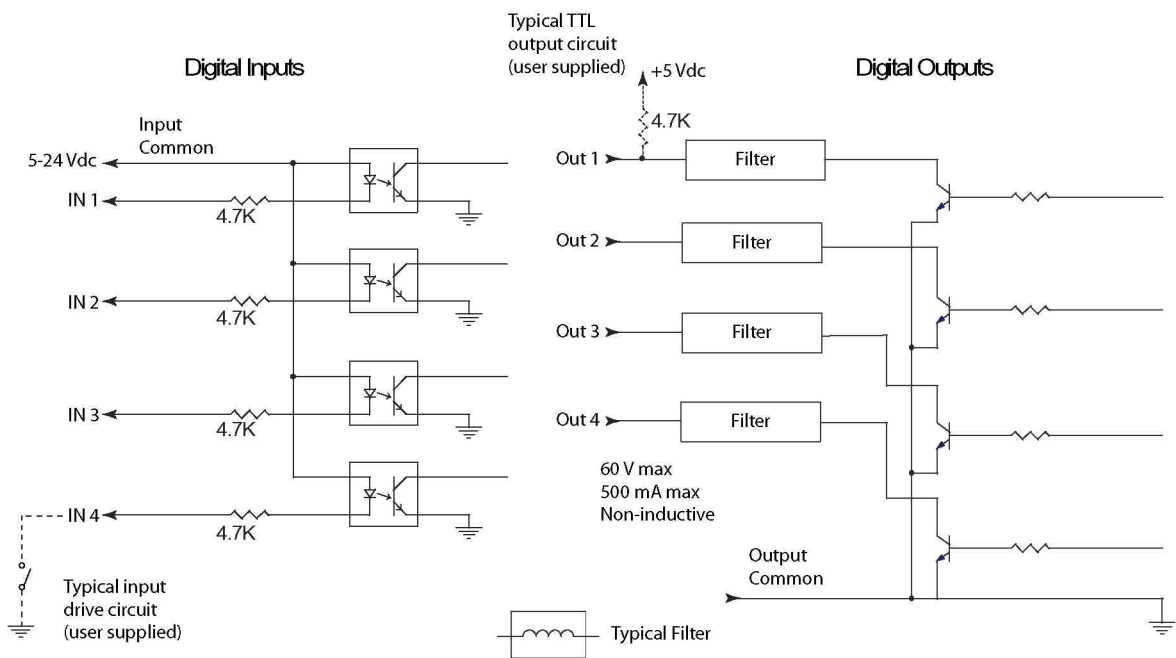 Digital Inputs
Input
Common
5-24 Vdc
IN 1
4.7K
IN 2
4.7K
IN 3
4.7K
IN 4
4.7K
Typical input
drive circuit
(user supplied)
Typical TTL
output circuit
(user supplied)
+5 Vdc
4.7K
Digital Outputs
Out 1
Filter
Out 2
Filter
Out 3
Filter
Out 4
Filter
60 V max
500 mA max
Non-inductive
Output
Common
Typical Filter